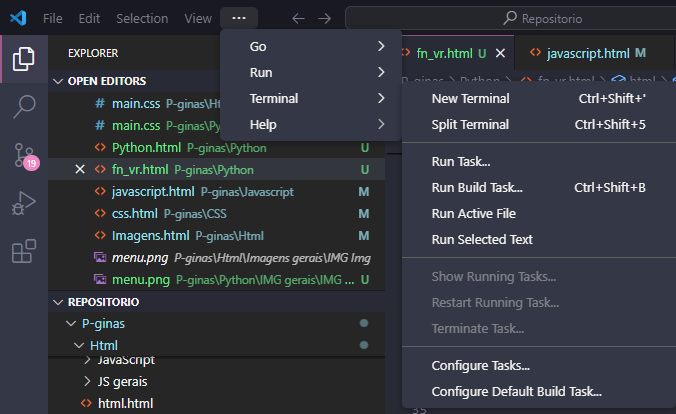 File Edit Selection ··· Repositorio
EXPLORER
Go
Run
Terminal
Help
fn_vr.html U
javascript.html M
OPEN EDITORS
main.css P-ginas\Ht
main.css P-ginas\Py
Python.html P-ginas\Python U
fn_vr.html P-ginas\Python U
javascript.html P-ginas\Javascript M
css.html P-ginas\CSS M
Imagens.html P-ginas\Html M
menu.png P-ginas\Html\Imagens gerais\IMG Img
menu.png P-ginas\Python\IMG gerais\IMG ... U
REPOSITORIO
P-ginas
Html
JavaScript
JS gerais
html.html
P-ginas > Python > fn_vr.html > html >
New Terminal Ctrl+Shift+'
Split Terminal Ctrl+Shift+5
Run Task...
Run Build Task... Ctrl+Shift+B
Run Active File
Run Selected Text
Show Running Tasks...
Restart Running Task...
Terminate Task...
Configure Tasks...
Configure Default Build Task...
35
19